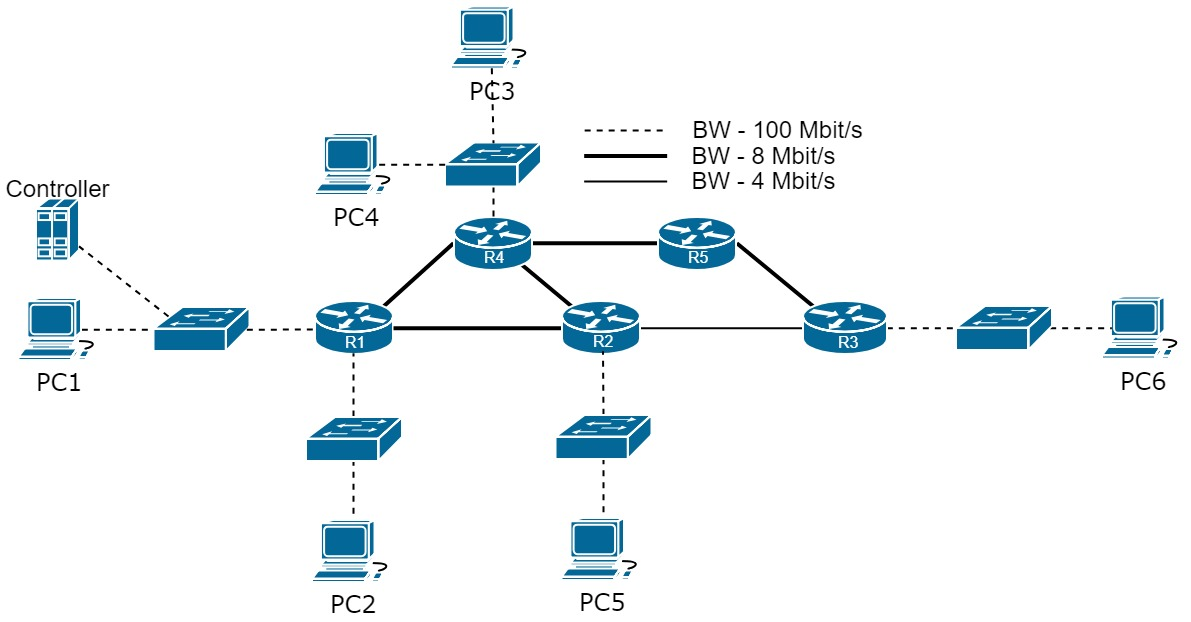 PC3
BW - 100 Mbit/s
BW - 8 Mbit/s
BW - 4 Mbit/s
Controller
PC4
R4
R5
R1
R2
R3
PC1
PC6
PC2
PC5